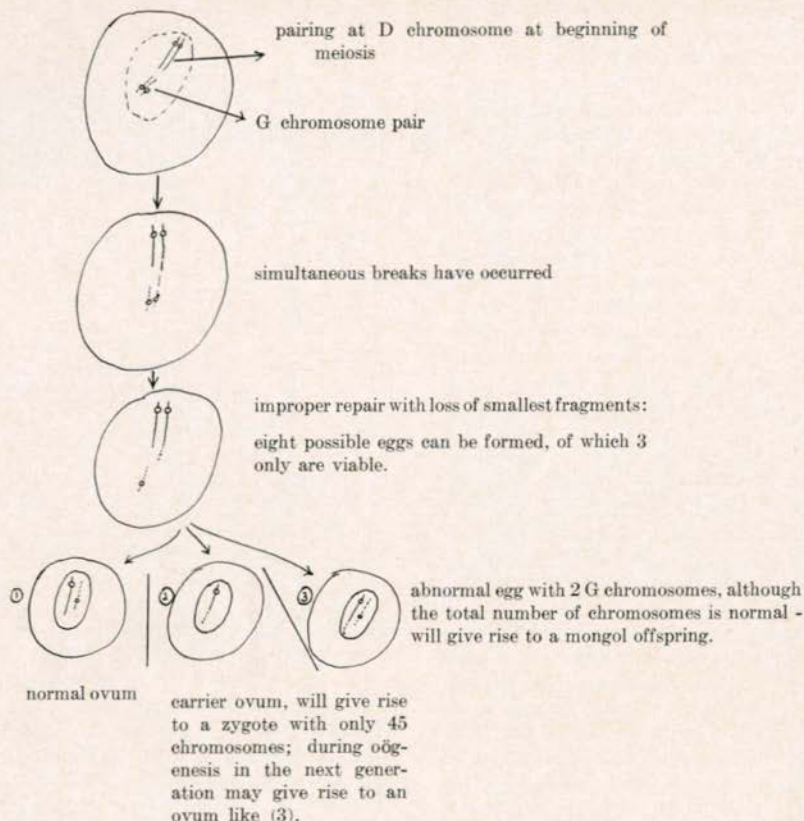 pairing at D chromosome at beginning of
meiosis
G chromosome pair
simultaneous breaks have occurred
improper repair with loss of smallest fragments:
eight possible eggs can be formed, of which 3
only are viable.
1
2
3
abnormal egg with 2 G chromosomes, although
the total number of chromosomes is normal -
will give rise to a mongol offspring.
normal ovum
carrier ovum, will give rise
to a zygote with only 45
chromosomes; during oög-
enesis in the next gener-
ation may give rise to an
ovum like (3).